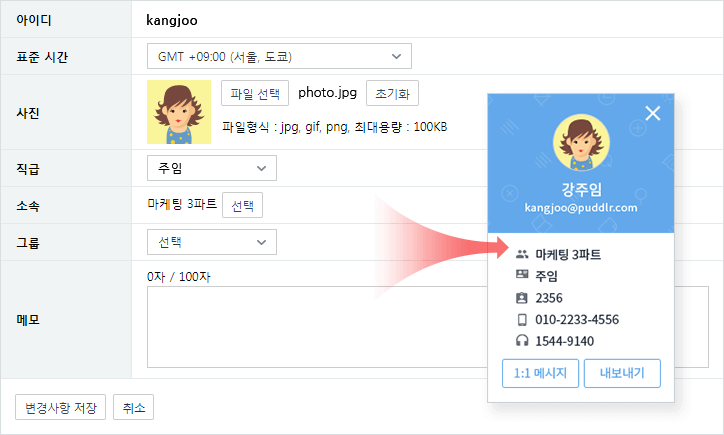 아이디 kangjoo
표준 시간 GMT +09:00 (서울, 도쿄)
사진 파일 선택 photo.jpg 초기화
파일형식 : jpg, gif, png, 최대용량 : 100KB
직급 주임
소속 마케팅 3파트 선택
그룹 선택
메모 0자 / 100자
변경사항 저장 취소
강주임
kangjoo@puddlr.com
마케팅 3파트
주임
2356
010-2233-4556
1544-9140
1:1 메시지 내보내기